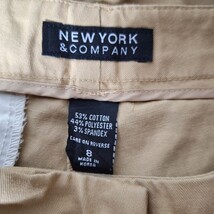 NEW YORK
& COMPANY
53% COTTON
44% POLYESTER
3% SPANDEX
CARE ON REVERSE
8
MADE IN
KOREA